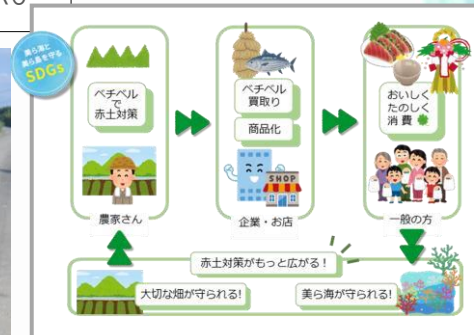 美ら海と
美ら島を守る
SDGs
ベチベル
で
赤土対策
農家さん
ベチベル
買取り
商品化
SHOP
企業・お店
おいしく
たのしく
消費
一般の方
赤土対策がもっと広がる！
大切な畑が守られる!
美ら海が守られる!